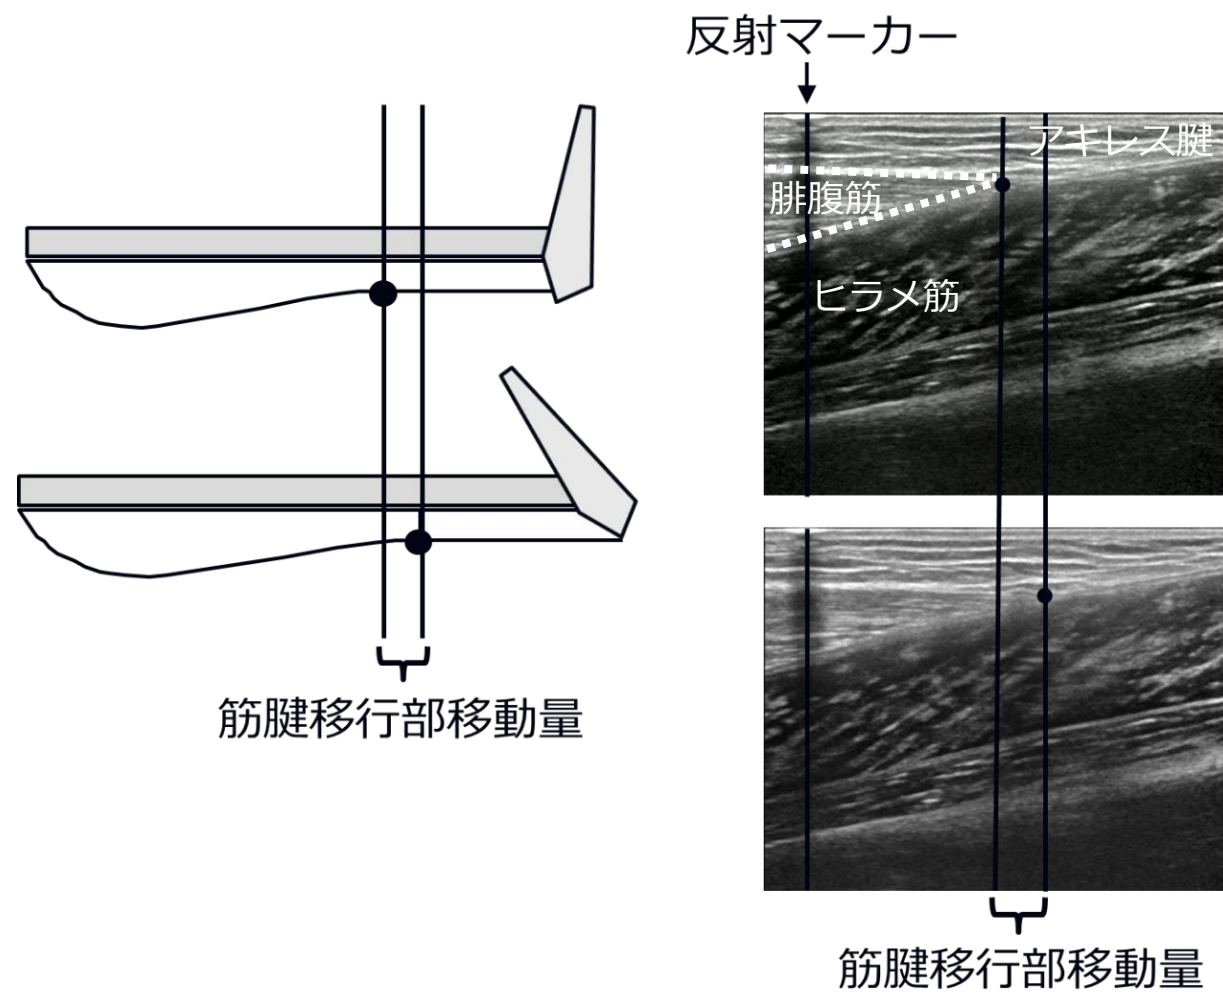 反射マーカー
アキレス腱
腓腹筋
ヒラメ筋
筋腱移行部移動量
筋腱移行部移動量